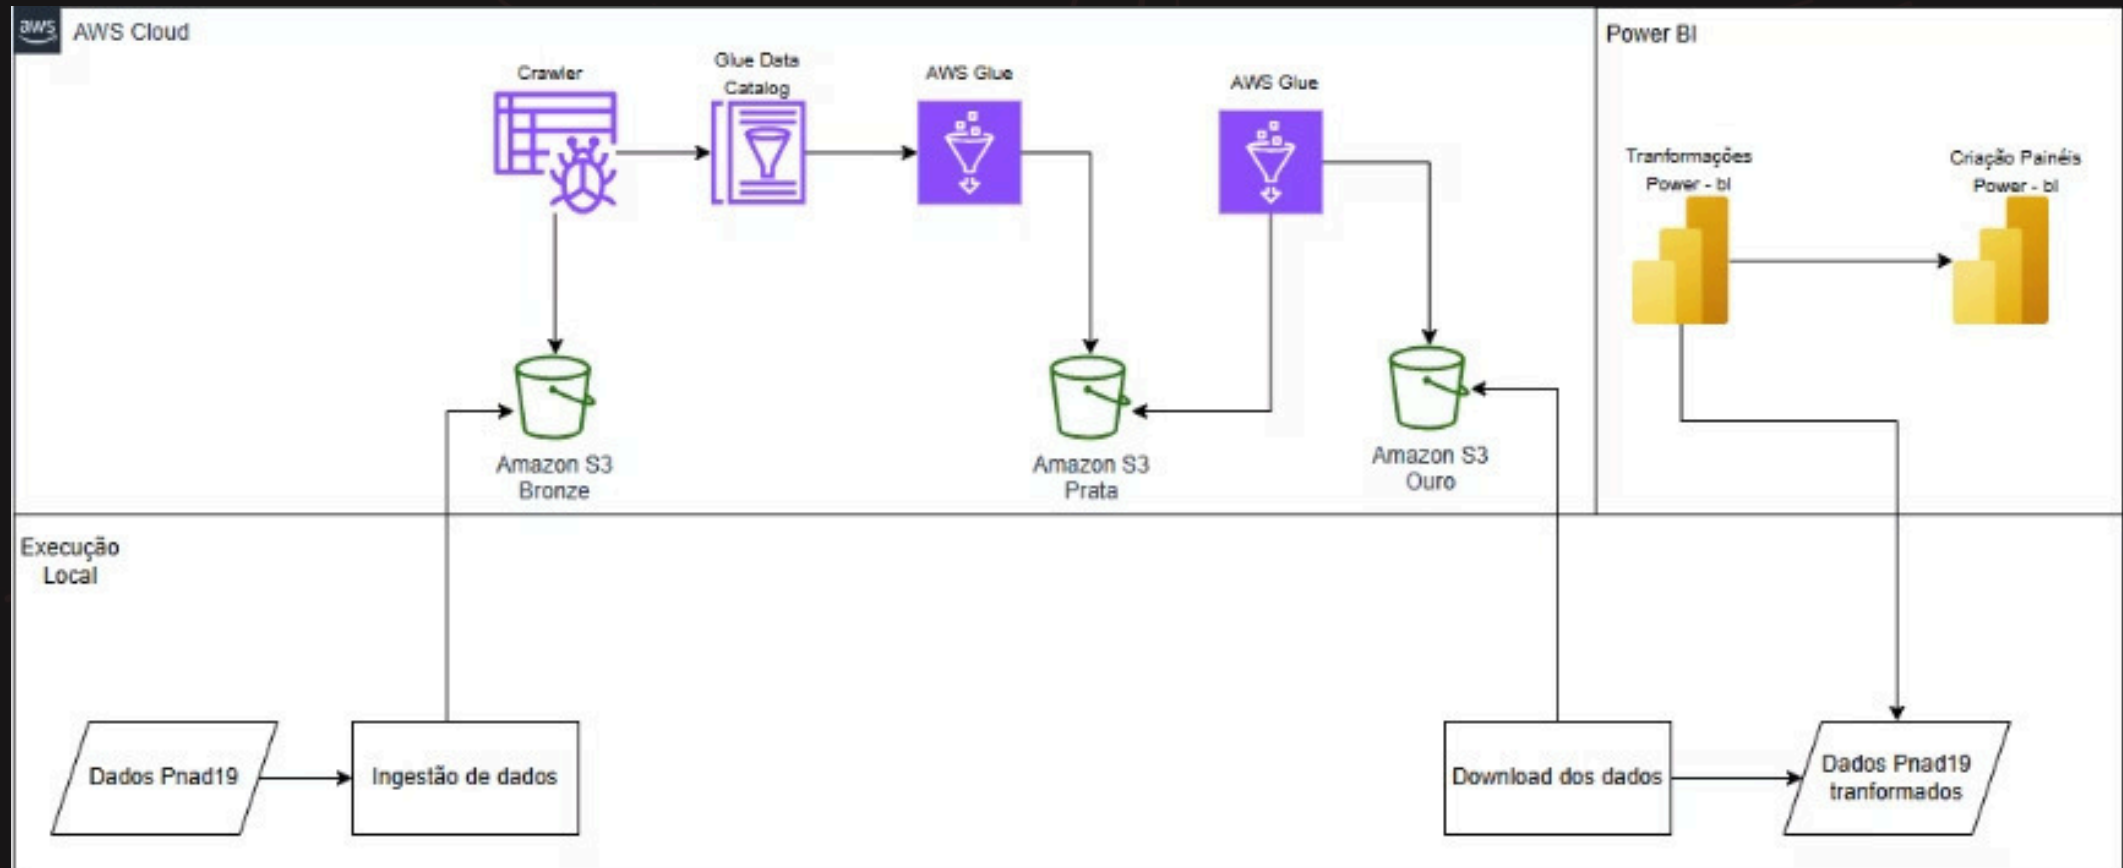 aws
AWS Cloud
Power BI
Crawler
Glue Data
Catalog
AWS Glue
AWS Glue
Tranformações
Power - bI
Criação Painéis
Power - bI
Amazon S3
Bronze
Amazon S3
Prata
Amazon S3
Ouro
Execução
Local
Dados Pnad19
Ingestão de dados
Download dos dados
Dados Pnad19
tranformados